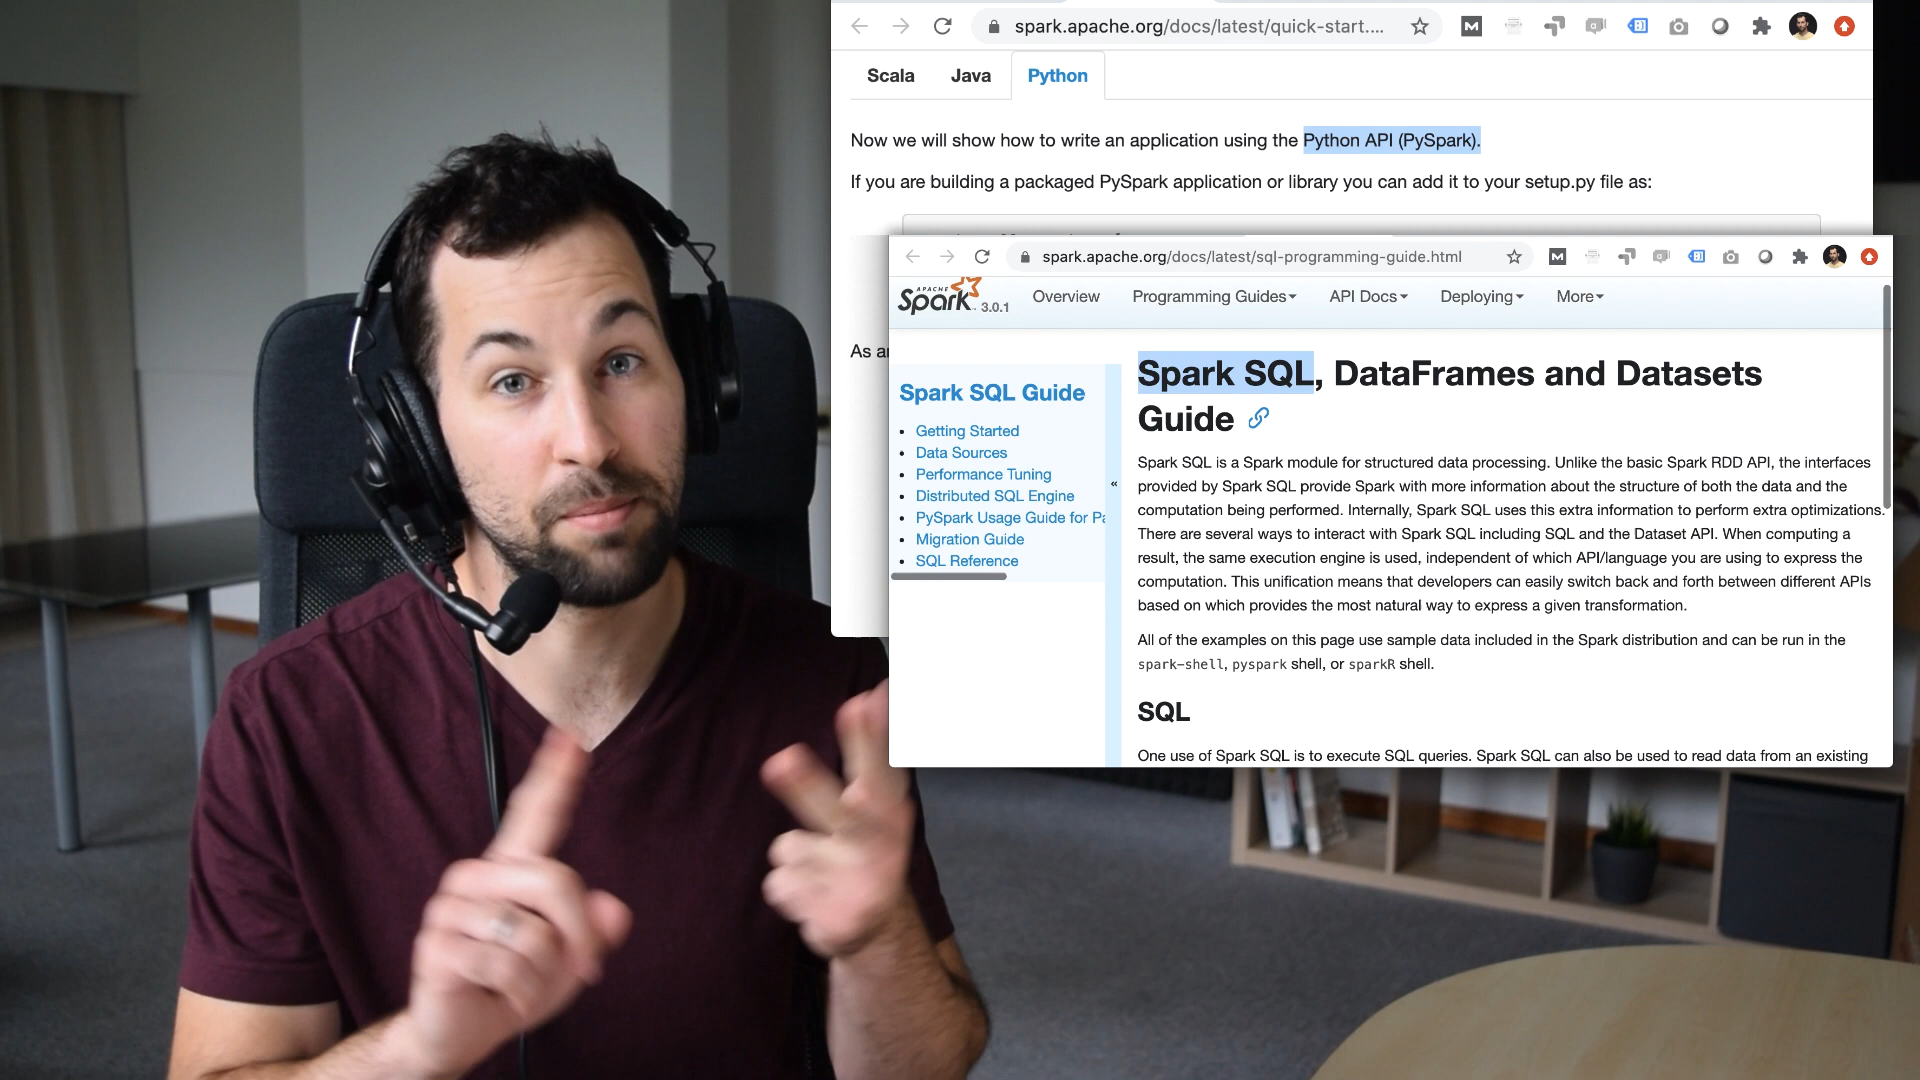 spark.apache.org/docs/latest/quick-start....
Scala Java Python
Now we will show how to write an application using the Python API (PySpark).
If you are building a packaged PySpark application or library you can add it to your setup.py file as:
spark.apache.org/docs/latest/sql-programming-guide.html
APACHE Spark 3.0.1 Overview Programming Guides API Docs Deploying More
As a
Spark SQL Guide
Getting Started
Data Sources
Performance Tuning
Distributed SQL Engine
PySpark Usage Guide for Pa
Migration Guide
SQL Reference
«
Spark SQL, DataFrames and Datasets
Guide
Spark SQL is a Spark module for structured data processing. Unlike the basic Spark RDD API, the interfaces
provided by Spark SQL provide Spark with more information about the structure of both the data and the
computation being performed. Internally, Spark SQL uses this extra information to perform extra optimizations.
There are several ways to interact with Spark SQL including SQL and the Dataset API. When computing a
result, the same execution engine is used, independent of which API/language you are using to express the
computation. This unification means that developers can easily switch back and forth between different APIs
based on which provides the most natural way to express a given transformation.
All of the examples on this page use sample data included in the Spark distribution and can be run in the
spark-shell, pyspark shell, or sparkR shell.
SQL
One use of Spark SQL is to execute SQL queries. Spark SQL can also be used to read data from an existing